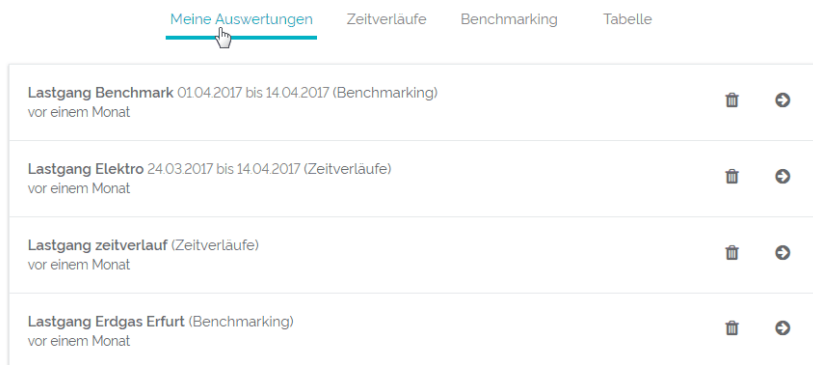 Meine Auswertungen Zeitverläufe Benchmarking Tabelle
Lastgang Benchmark 01.04.2017 bis 14.04.2017 (Benchmarking)
vor einem Monat
Lastgang Elektro 24.03.2017 bis 14.04.2017 (Zeitverläufe)
vor einem Monat
Lastgang zeitverlauf (Zeitverläufe)
vor einem Monat
Lastgang Erdgas Erfurt (Benchmarking)
vor einem Monat